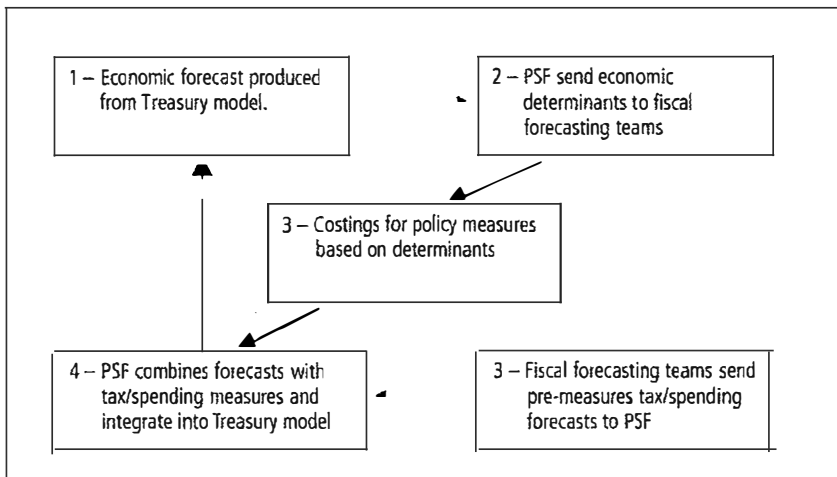 1 – Economic forecast produced
from Treasury model.
2 – PSF send economic
determinants to fiscal
forecasting teams
3 – Costings for policy measures
based on determinants
4 – PSF combines forecasts with
tax/spending measures and
integrate into Treasury model
3 – Fiscal forecasting teams send
pre-measures tax/spending
forecasts to PSF